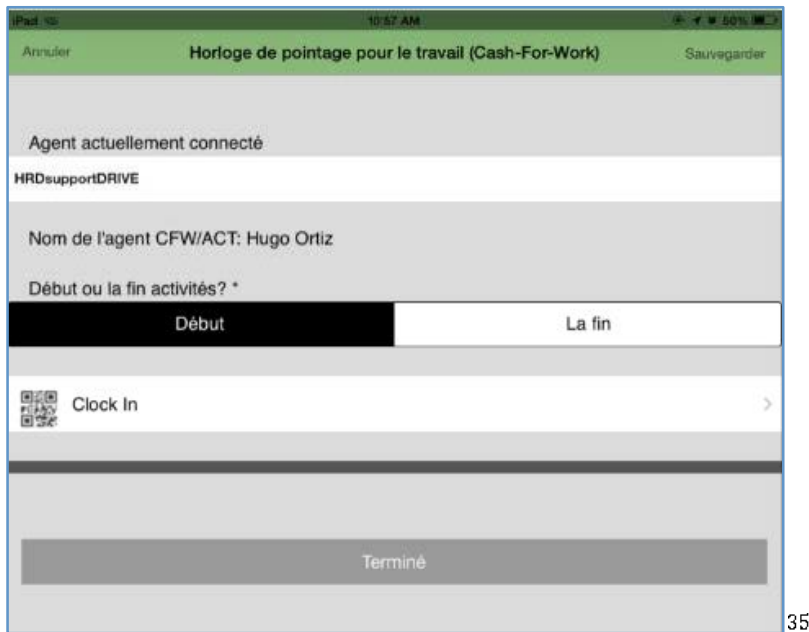 iPad
10:57 AM
50%
Annuler
Horloge de pointage pour le travail (Cash-For-Work)
Sauvegarder
Agent actuellement connecté
HRDsupportDRIVE
Nom de l'agent CFW/ACT: Hugo Ortiz
Début ou la fin activités? *
Début
La fin
Clock In
Terminé
35